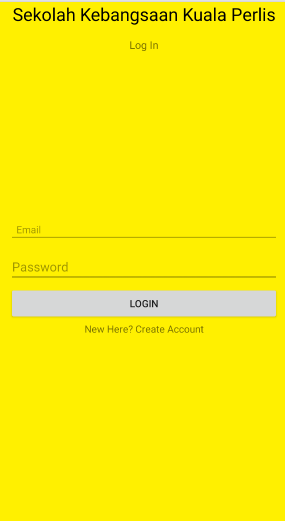 Sekolah Kebangsaan Kuala Perlis
Log In
Email
Password
LOGIN
New Here? Create Account